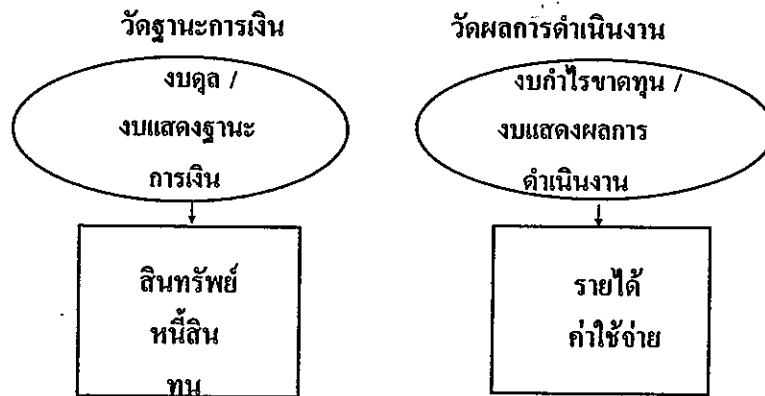 วัดฐานะการเงิน
งบดุล /
งบแสดงฐานะ
การเงิน
สินทรัพย์
หนี้สิน
ทุน
วัดผลการดำเนินงาน
งบกำไรขาดทุน /
งบแสดงผลการ
ดำเนินงาน
รายได้
ค่าใช้จ่าย